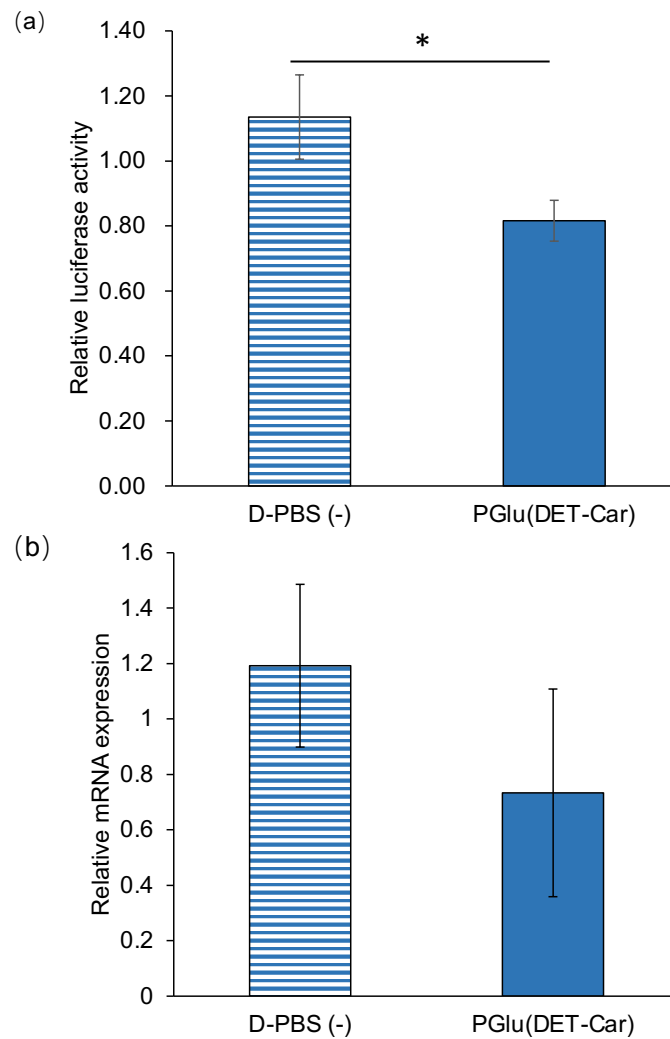 (a)
Relative luciferase activity
1.40
1.20
1.00
0.80
0.60
0.40
0.20
0.00
*
D-PBS (-)
PGlu(DET-Car)
(b)
Relative mRNA expression
1.6
1.4
1.2
1
0.8
0.6
0.4
0.2
0
D-PBS (-)
PGlu(DET-Car)